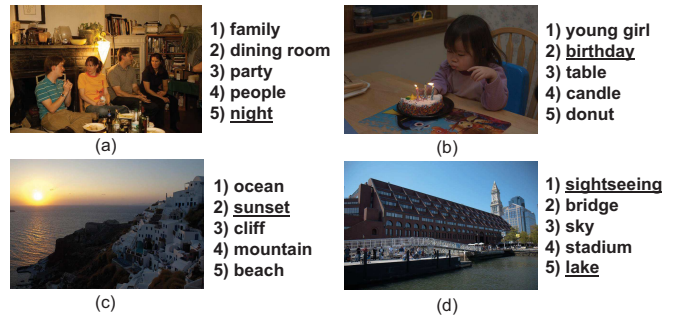 1) family
2) dining room
3) party
4) people
5) night
(a)
1) young girl
2) birthday
3) table
4) candle
5) donut
(b)
1) ocean
2) sunset
3) cliff
4) mountain
5) beach
(c)
1) sightseeing
2) bridge
3) sky
4) stadium
5) lake
(d)